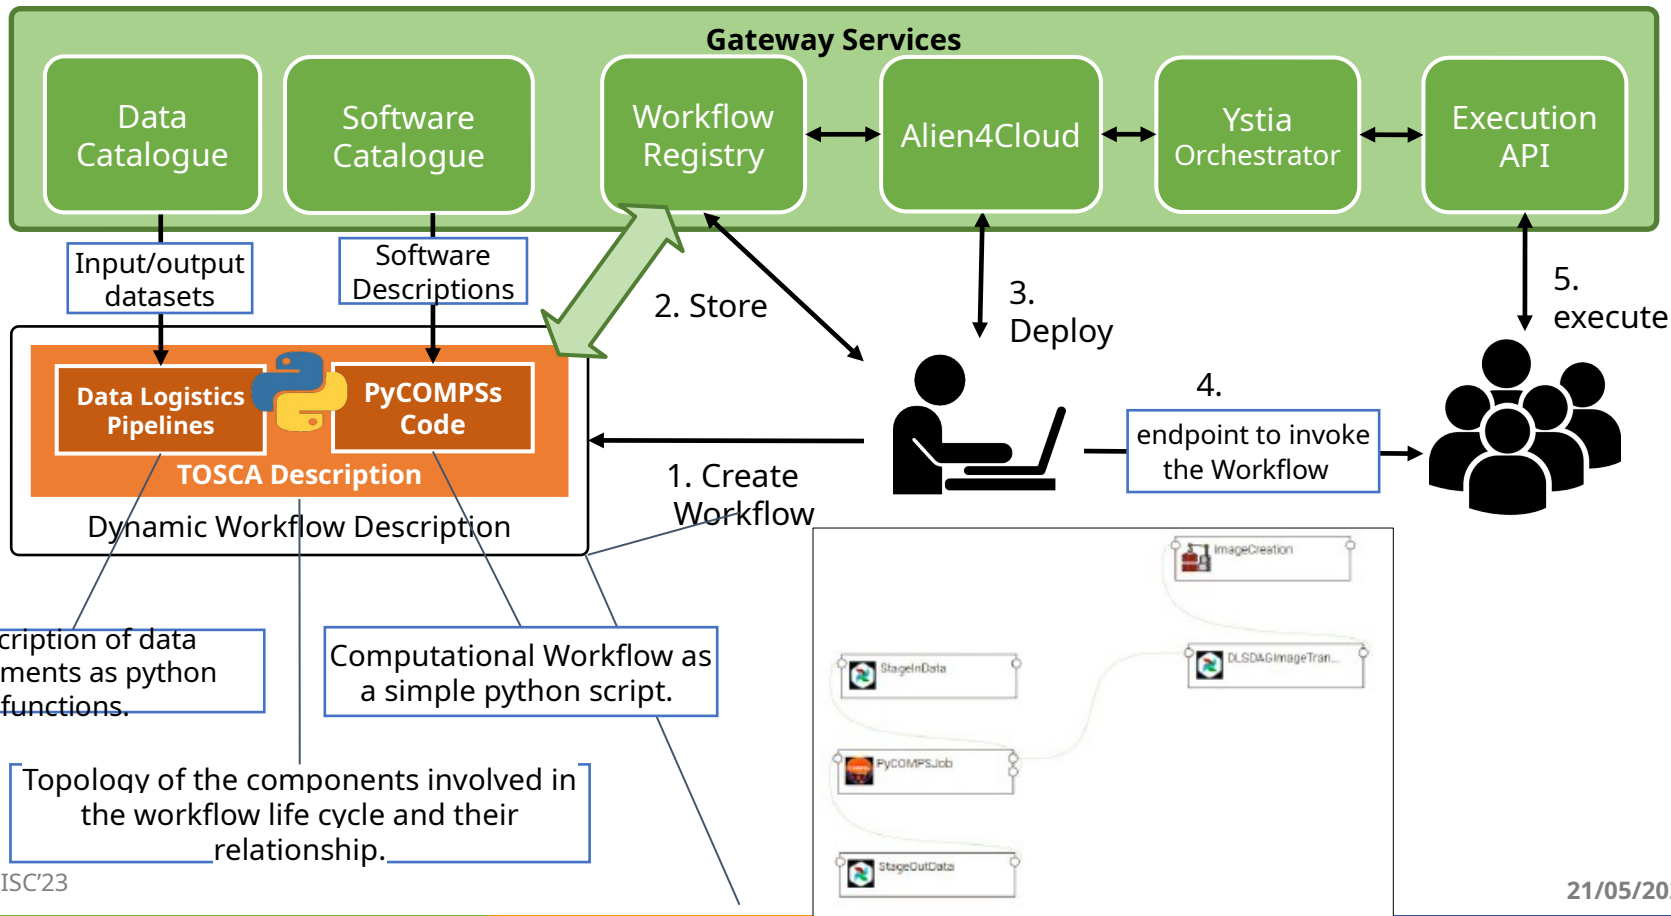 Gateway Services
Data
Catalogue
Software
Catalogue
Workflow
Registry
Alien4Cloud
Ystia
Orchestrator
Execution
API
Input/output
datasets
Software
Descriptions
2. Store
3.
Deploy
5.
execute
Data Logistics
Pipelines
PyCOMPSs
Code
TOSCA Description
Dynamic Workflow Description
1. Create
Workflow
4.
endpoint to invoke
the Workflow
cription of data
ments as python
functions.
Computational Workflow as
a simple python script.
Topology of the components involved in
the workflow life cycle and their
relationship.
ImageCreation
StageInData
DLSDAGImageTran...
PyCOMPSJob
StageOutData
ISC'23
21/05/20